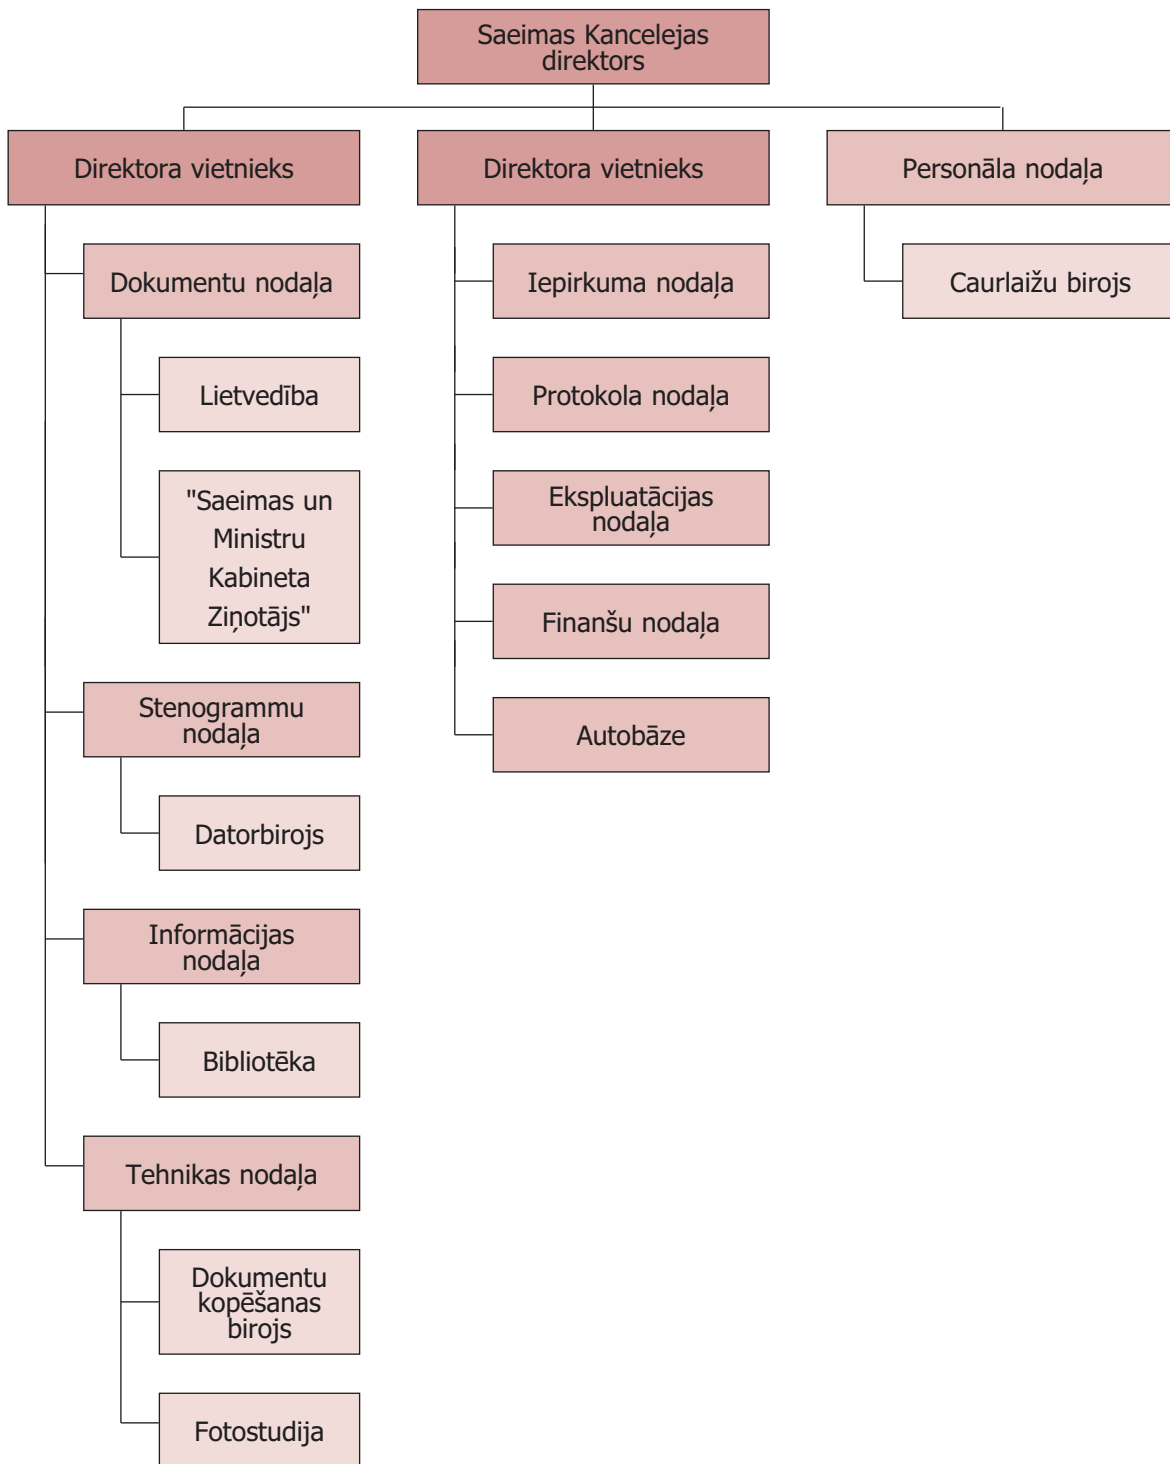 Saeimas Kancelejas
direktors
Direktora vietnieks
Direktora vietnieks
Personāla nodaļa
Dokumentu nodaļa
Iepirkuma nodaļa
Caurlaižu birojs
Lietvedība
Protokola nodaļa
"Saeimas un
Ministru
Kabineta
Ziņotājs"
Ekspluatācijas
nodaļa
Finanšu nodaļa
Stenogrammu
nodaļa
Autobāze
Datorbirojs
Informācijas
nodaļa
Bibliotēka
Tehnikas nodaļa
Dokumentu
kopēšanas
birojs
Fotostudija